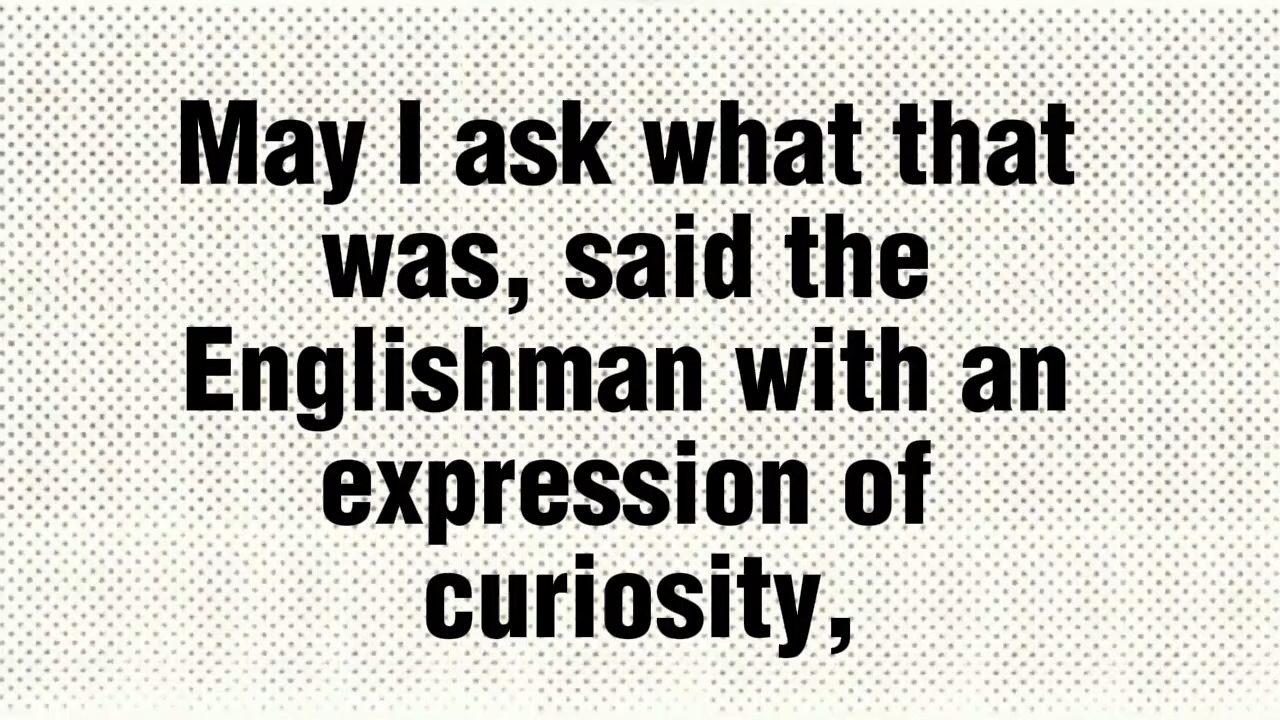 May I ask what that
was, said the
Englishman with an
expression of
curiosity,